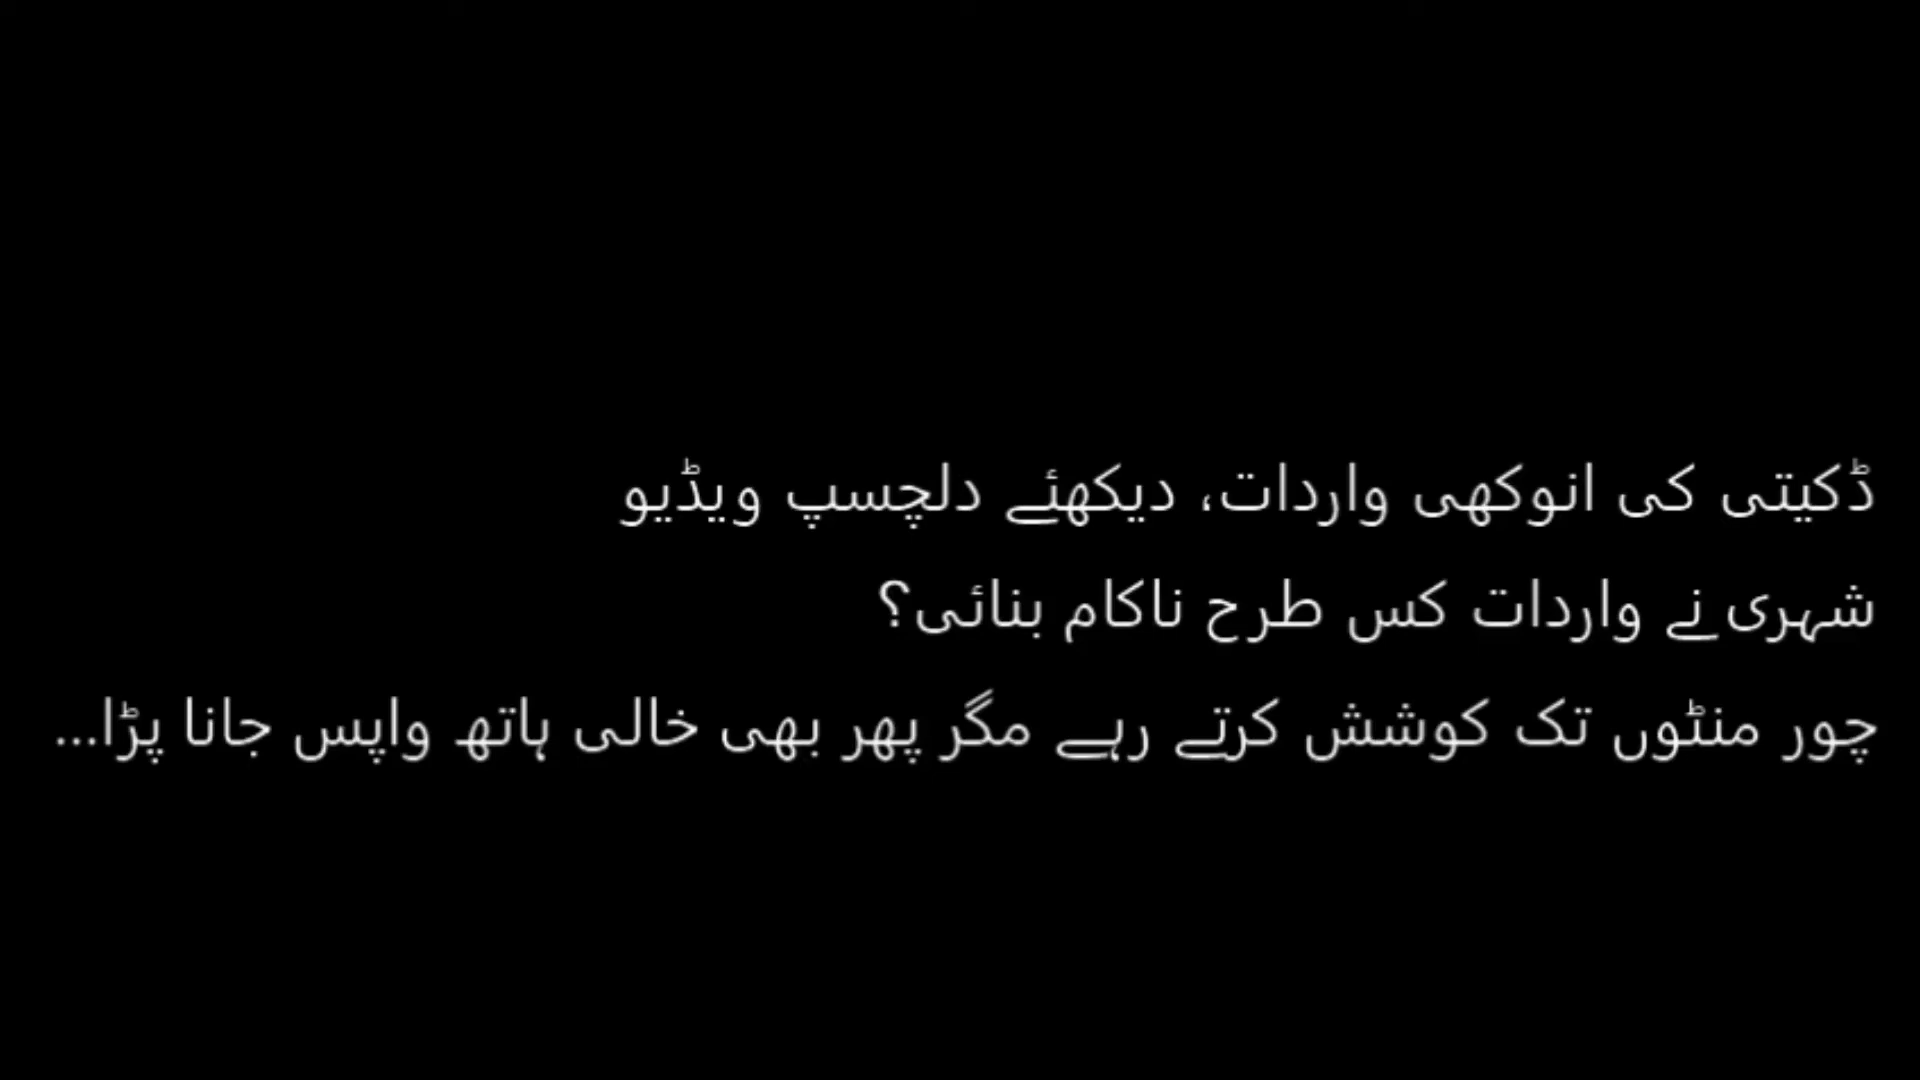 ڈکیتی کی انوکھی واردات، دیکھئے دلچسپ ویڈیو
شہری نے واردات کس طرح ناکام بنائی؟
چور منٹوں تک کوشش کرتے رہے مگر پھر بھی خالی ہاتھ واپس جانا پڑا...